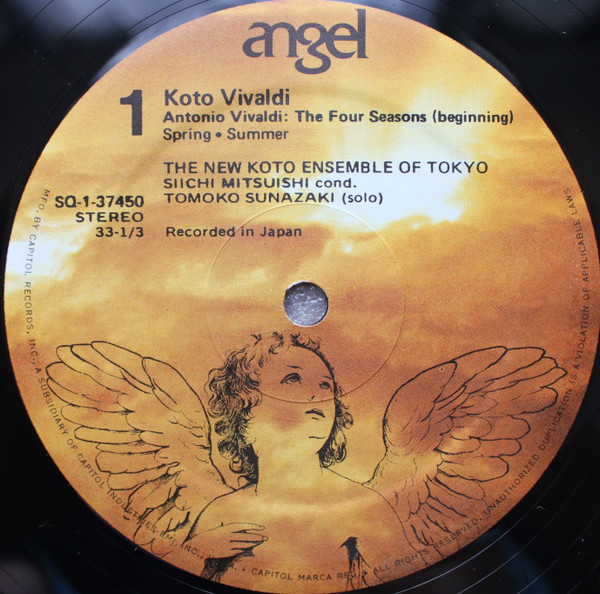 angel
1
Koto Vivaldi
Antonio Vivaldi: The Four Seasons (beginning)
Spring • Summer
THE NEW KOTO ENSEMBLE OF TOKYO
SIICHI MITSUISHI cond.
TOMOKO SUNAZAKI (solo)
SQ-1-37450
STEREO
33-1/3
Recorded in Japan
MFD. BY CAPITOL RECORDS, INC., A SUBSIDIARY OF CAPITOL INDUSTRIES-EMI, INC., • CAPITOL MARCA REG. • ALL RIGHTS RESERVED. UNAUTHORIZED DUPLICATION IS A VIOLATION OF APPLICABLE LAWS